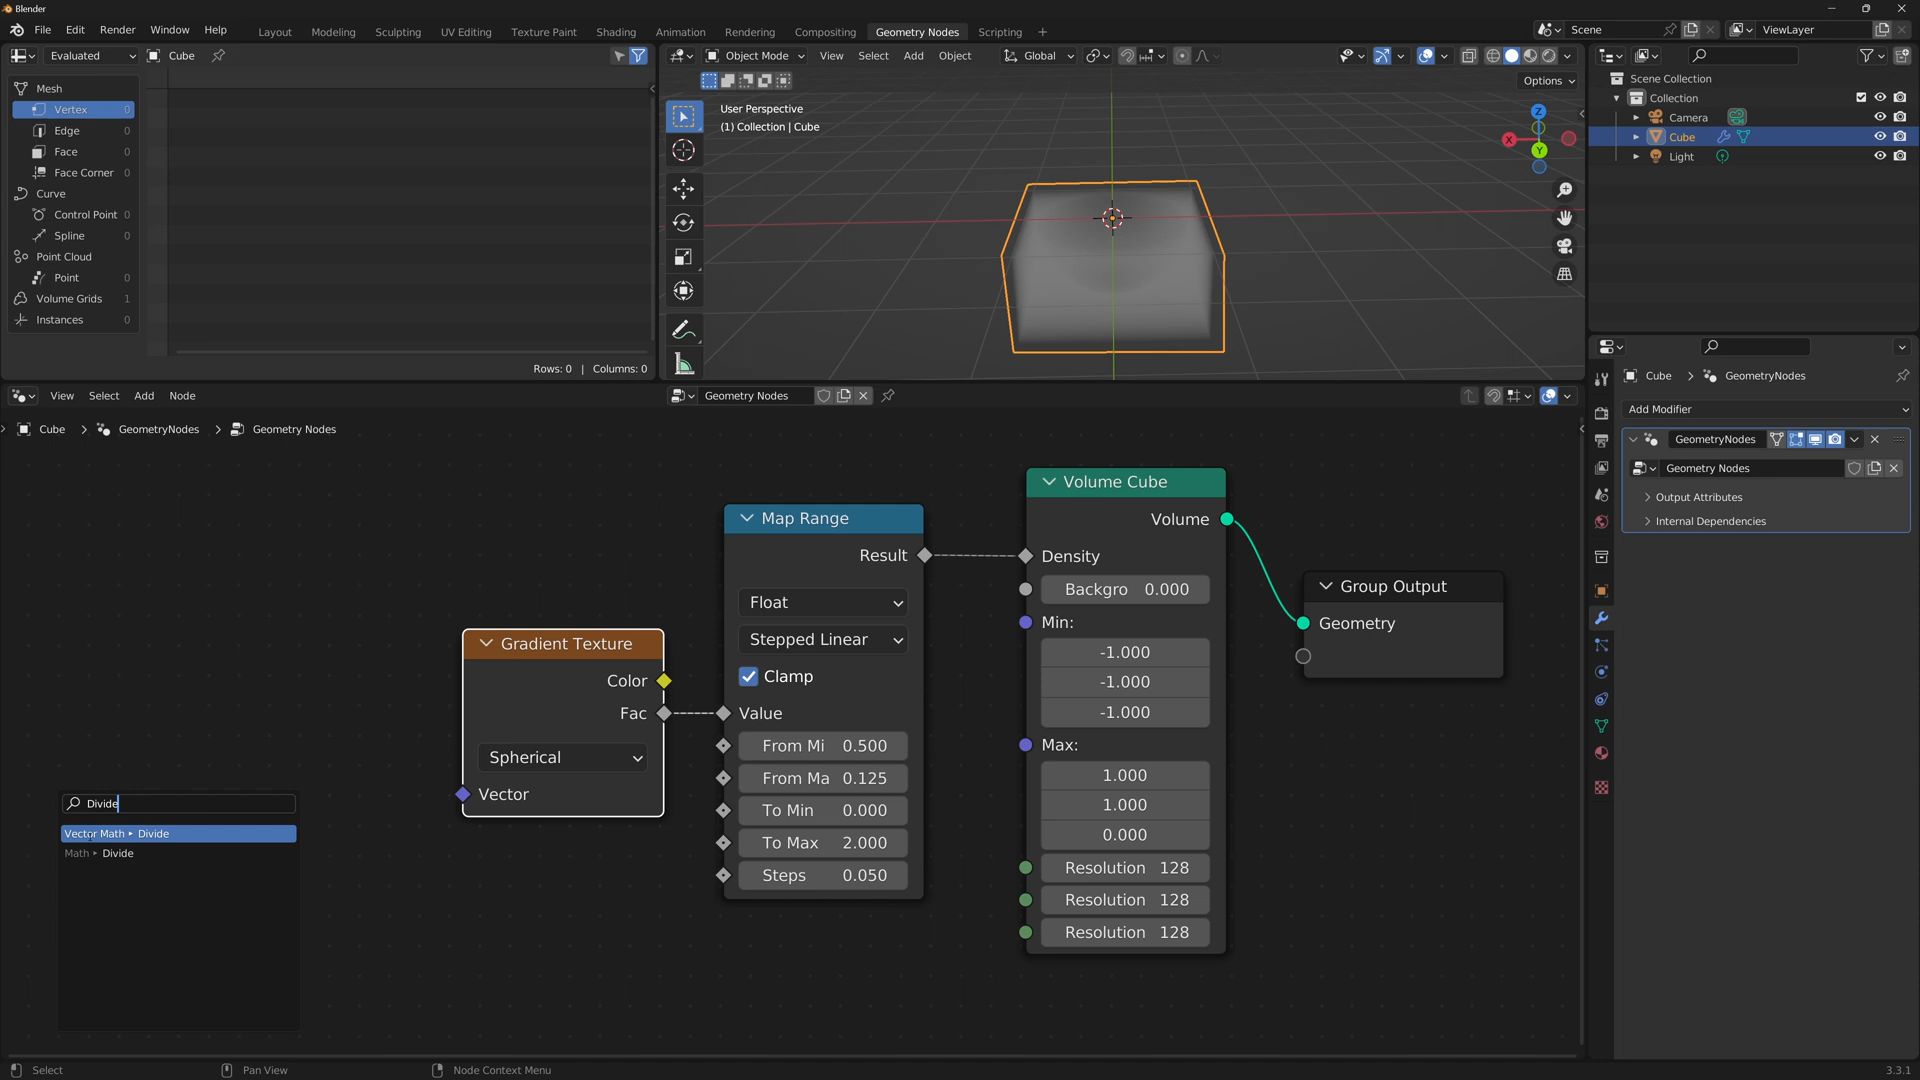 Blender
File Edit Render Window Help
Layout Modeling Sculpting UV Editing Texture Paint Shading Animation Rendering Compositing Geometry Nodes Scripting
Scene
ViewLayer
Evaluated
Cube
Mesh
Vertex 0
Edge 0
Face 0
Face Corner 0
Curve
Control Point 0
Spline 0
Point Cloud
Point 0
Volume Grids 1
Instances 0
Rows: 0 | Columns: 0
Object Mode View Select Add Object Global
Options
User Perspective
(1) Collection | Cube
Z
X
Y
Scene Collection
Collection
Camera
Cube
Light
Cube > GeometryNodes
Add Modifier
GeometryNodes
Geometry Nodes
Output Attributes
Internal Dependencies
View Select Add Node
Geometry Nodes
Cube > GeometryNodes > Geometry Nodes
Divide
Vector Math ▸ Divide
Math ▸ Divide
Gradient Texture
Color
Fac
Spherical
Vector
Map Range
Result
Float
Stepped Linear
Clamp
Value
From Mi 0.500
From Ma 0.125
To Min 0.000
To Max 2.000
Steps 0.050
Volume Cube
Volume
Density
Backgro 0.000
Min:
-1.000
-1.000
-1.000
Max:
1.000
1.000
0.000
Resolution 128
Resolution 128
Resolution 128
Group Output
Geometry
Select
Pan View
Node Context Menu
3.3.1